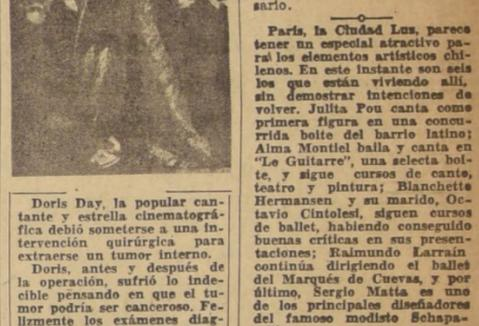 Doris Day, la popular can-
tante y estrella cinematográ-
fica debió someterse a una in-
tervención quirúrgica para
extraerse un tumor interno.
Doris, antes y después de
la operación, sufrió lo inde-
cible pensando en que el tu-
mor podría ser canceroso. Fe-
lizmente los exámenes diag-
sario.
París, la Ciudad Luz, parece
tener un especial atractivo pa-
ra los elementos artísticos chi-
lenos. En este instante son seis
los que están viviendo allí,
sin demostrar intenciones de
volver. Julita Pou canta como
primera figura en una concu-
rrida boite del barrio latino;
Alma Montiel baila y canta en
"Le Guitarre", una selecta boi-
te, y sigue cursos de canto,
teatro y pintura; Blanchette
Hermansen y su marido, Oc-
tavio Cintolesi, siguen cursos
de ballet, habiendo conseguido
buenas críticas en sus presen-
taciones; Raimundo Larraín
continúa dirigiendo el ballet
del Marqués de Cuevas, y por
último, Sergio Matta es uno
de los principales diseñadores
del famoso modisto Schapa-